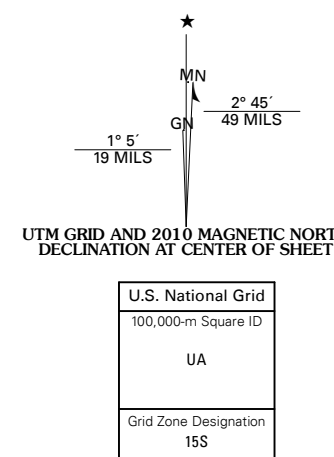 ★
MN
2° 45´
49 MILS
GN
1° 5´
19 MILS
UTM GRID AND 2010 MAGNETIC NORT
DECLINATION AT CENTER OF SHEET
U.S. National Grid
100,000-m Square ID
UA
Grid Zone Designation
15S